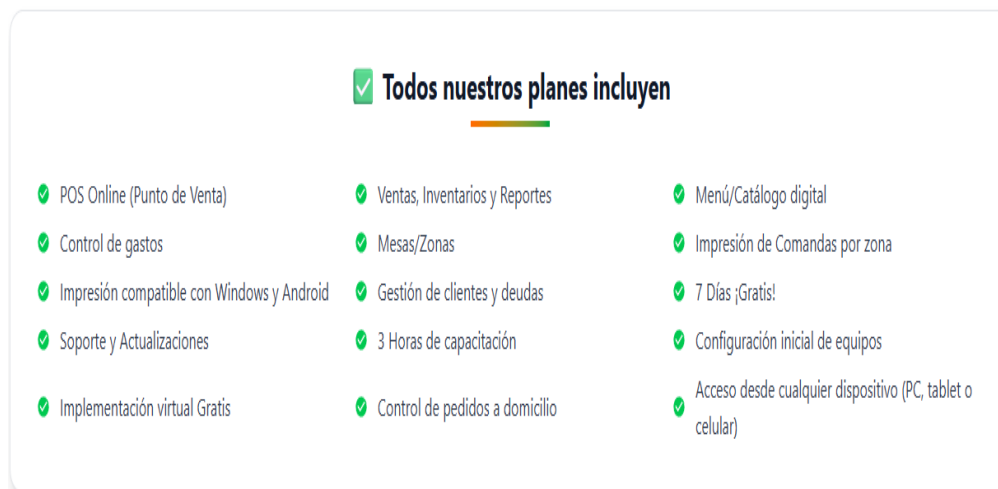 ✅ Todos nuestros planes incluyen
POS Online (Punto de Venta)
Ventas, Inventarios y Reportes
Menú/Catálogo digital
Control de gastos
Mesas/Zonas
Impresión de Comandas por zona
Impresión compatible con Windows y Android
Gestión de clientes y deudas
7 Días ¡Gratis!
Soporte y Actualizaciones
3 Horas de capacitación
Configuración inicial de equipos
Implementación virtual Gratis
Control de pedidos a domicilio
Acceso desde cualquier dispositivo (PC, tablet o
celular)